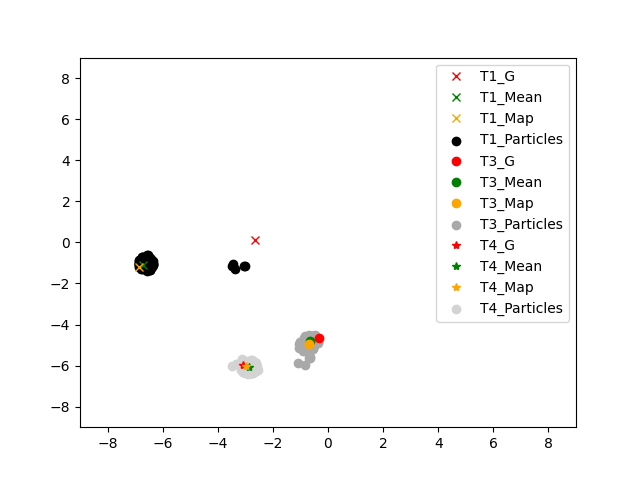 8
6
4
2
0
−2
−4
−6
−8
−8 −6 −4 −2 0 2 4 6 8
T1_G
T1_Mean
T1_Map
T1_Particles
T3_G
T3_Mean
T3_Map
T3_Particles
T4_G
T4_Mean
T4_Map
T4_Particles